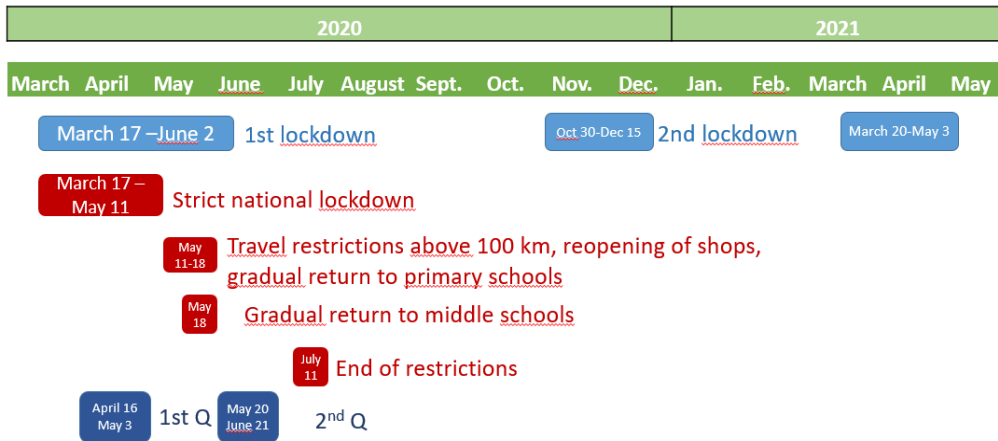 2020 2021
March April May June July August Sept. Oct. Nov. Dec. Jan. Feb. March April May
March 17 –June 2 1st lockdown Oct 30-Dec 15 2nd lockdown March 20-May 3
March 17 –
May 11
Strict national lockdown
May
11-18
Travel restrictions above 100 km, reopening of shops,
gradual return to primary schools
May
18
Gradual return to middle schools
July
11
End of restrictions
April 16
May 3
1st Q
May 20
June 21
2nd Q